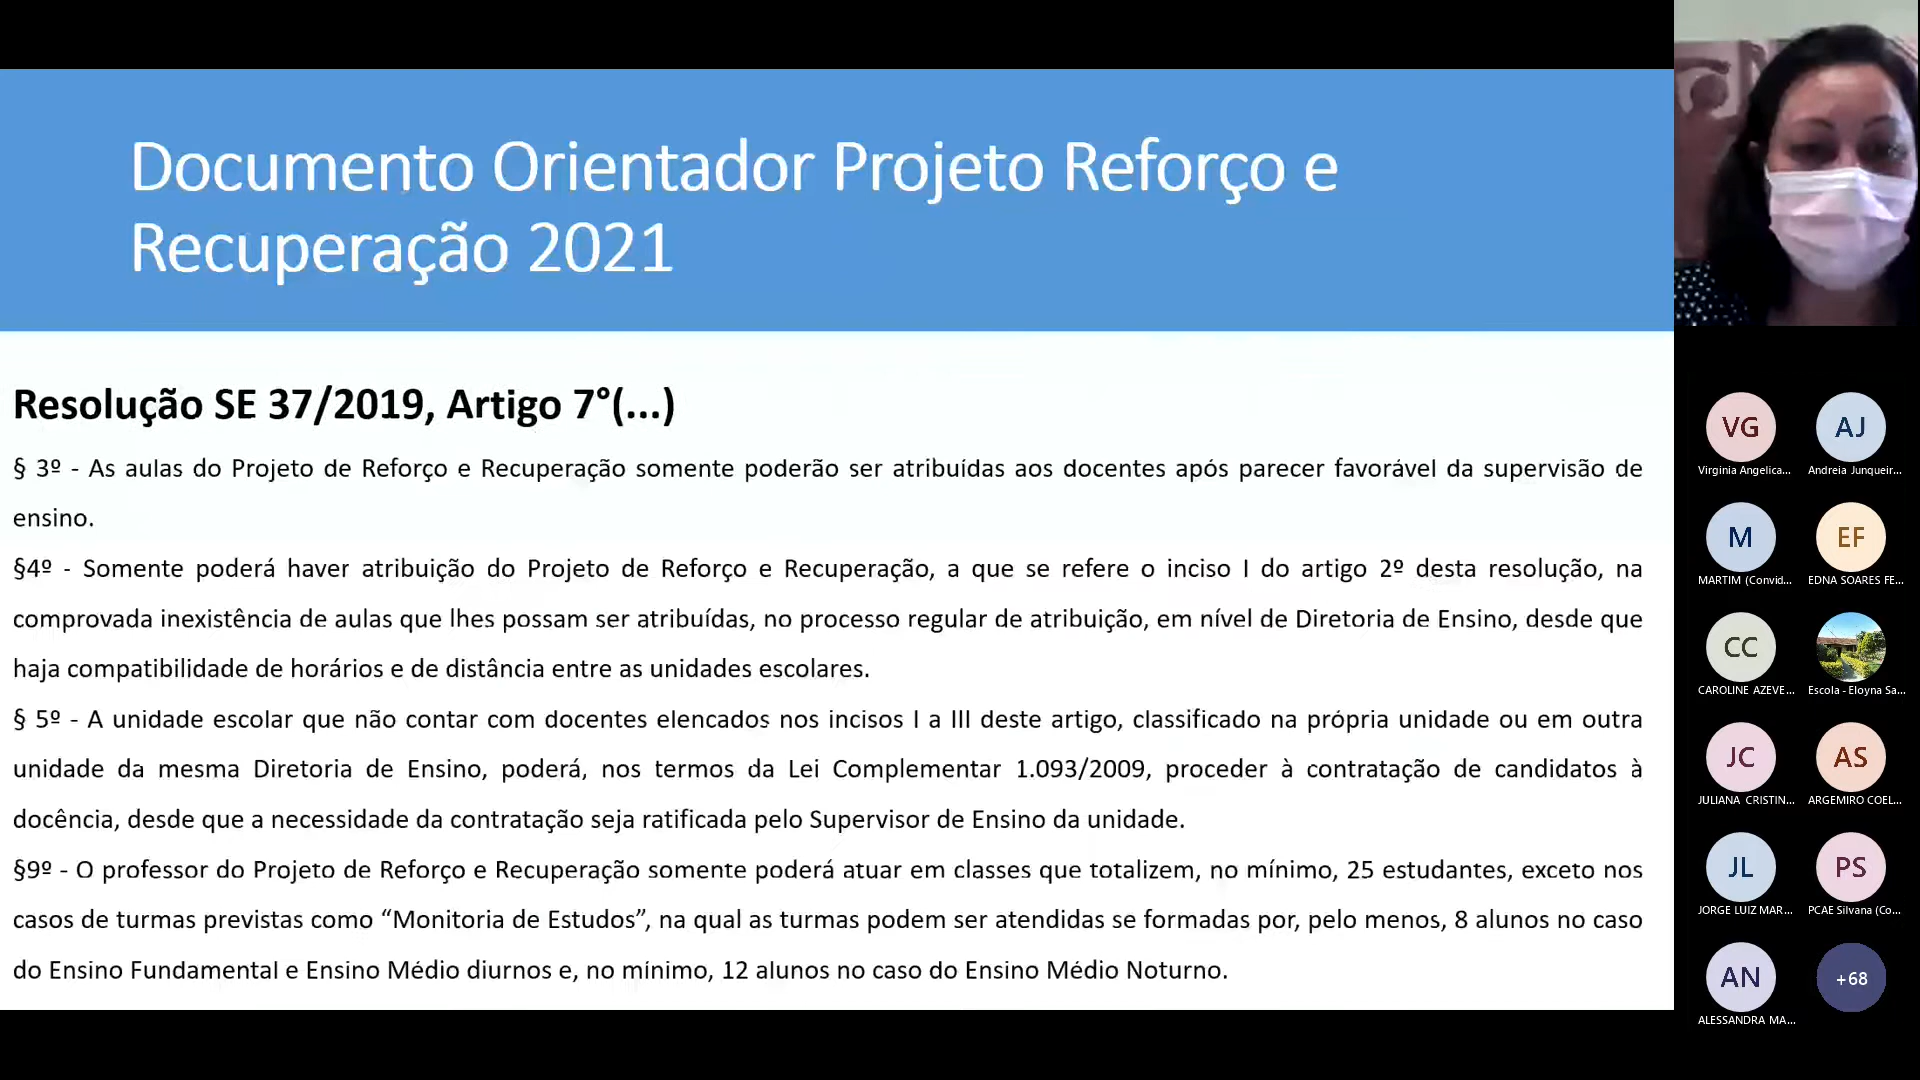 Documento Orientador Projeto Reforço e
Recuperação 2021
Resolução SE 37/2019, Artigo 7°(...)
§ 3º - As aulas do Projeto de Reforço e Recuperação somente poderão ser atribuídas aos docentes após parecer favorável da supervisão de
ensino.
§4º - Somente poderá haver atribuição do Projeto de Reforço e Recuperação, a que se refere o inciso I do artigo 2º desta resolução, na
comprovada inexistência de aulas que lhes possam ser atribuídas, no processo regular de atribuição, em nível de Diretoria de Ensino, desde que
haja compatibilidade de horários e de distância entre as unidades escolares.
§ 5º - A unidade escolar que não contar com docentes elencados nos incisos I a III deste artigo, classificado na própria unidade ou em outra
unidade da mesma Diretoria de Ensino, poderá, nos termos da Lei Complementar 1.093/2009, proceder à contratação de candidatos à
docência, desde que a necessidade da contratação seja ratificada pelo Supervisor de Ensino da unidade.
§9º - O professor do Projeto de Reforço e Recuperação somente poderá atuar em classes que totalizem, no mínimo, 25 estudantes, exceto nos
casos de turmas previstas como “Monitoria de Estudos”, na qual as turmas podem ser atendidas se formadas por, pelo menos, 8 alunos no caso
do Ensino Fundamental e Ensino Médio diurnos e, no mínimo, 12 alunos no caso do Ensino Médio Noturno.
VG AJ
Virginia Angelica... Andreia Junqueir...
M EF
MARTIM (Convid... EDNA SOARES FE...
CC
CAROLINE AZEVE... Escola - Eloyna Sa...
JC AS
JULIANA CRISTIN... ARGEMIRO COEL...
JL PS
JORGE LUIZ MAR... PCAE Silvana (Co...
AN +68
ALESSANDRA MA...